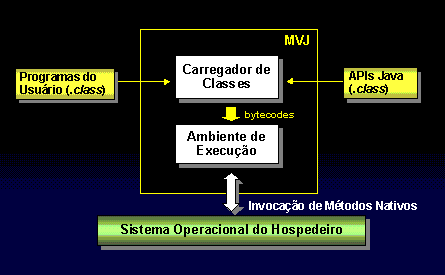 MVJ
Programas do
Usuário (.class)
Carregador de
Classes
APIs Java
(.class)
bytecodes
Ambiente de
Execução
Invocação de Métodos Nativos
Sistema Operacional do Hospedeiro